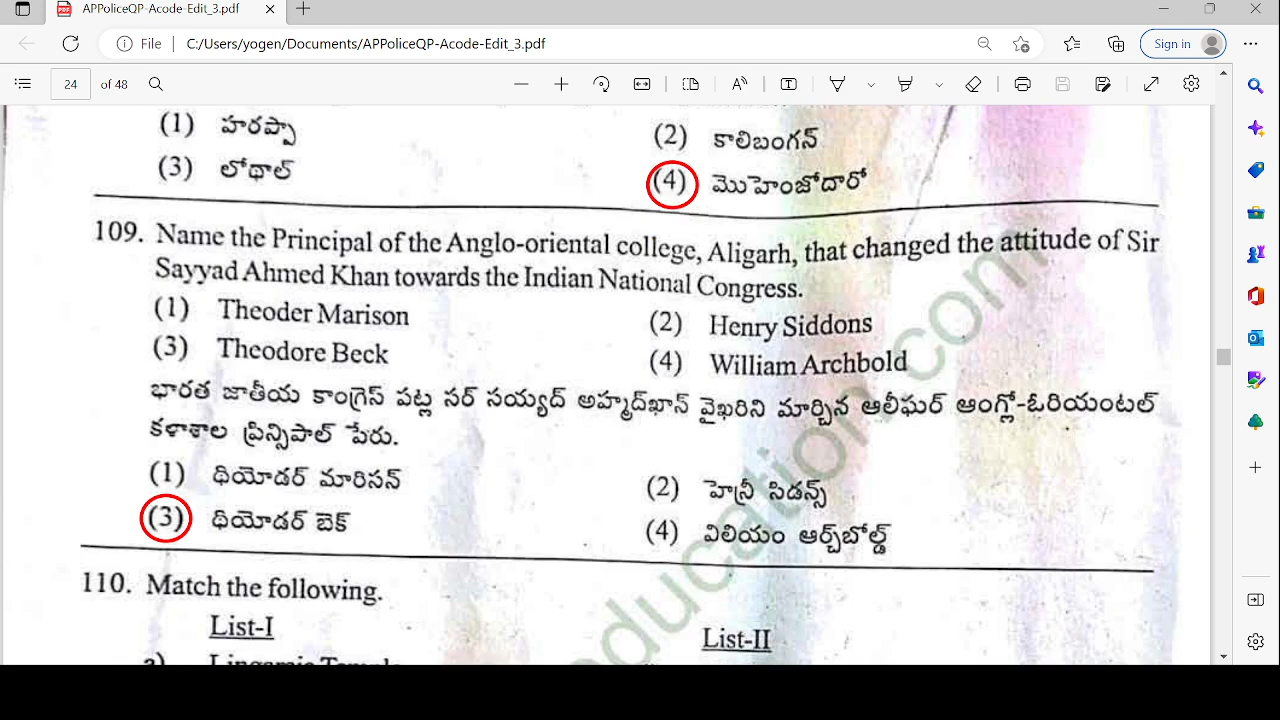 APPoliceQP-Acode-Edit_3.pdf
File C:/Users/yogen/Documents/APPoliceQP-Acode-Edit_3.pdf
Sign in
24 of 48
(1) హరప్పా (2) కాలిబంగన్
(3) లోథాల్ (4) మొహెంజోదారో
109. Name the Principal of the Anglo-oriental college, Aligarh, that changed the attitude of Sir
Sayyad Ahmed Khan towards the Indian National Congress.
(1) Theoder Marison (2) Henry Siddons
(3) Theodore Beck (4) William Archbold
భారత జాతీయ కాంగ్రెస్ పట్ల సర్ సయ్యద్ అహ్మద్‌ఖాన్ వైఖరిని మార్చిన ఆలీఘర్ ఆంగ్లో-ఓరియంటల్
కళాశాల ప్రిన్సిపాల్ పేరు.
(1) థియోడర్ మారిసన్ (2) హెన్రీ సిడన్స్
(3) థియోడర్ బెక్ (4) విలియం ఆర్చ్‌బోల్డ్
110. Match the following.
List-I List-II
a) Lingamic Temple
ducation.com